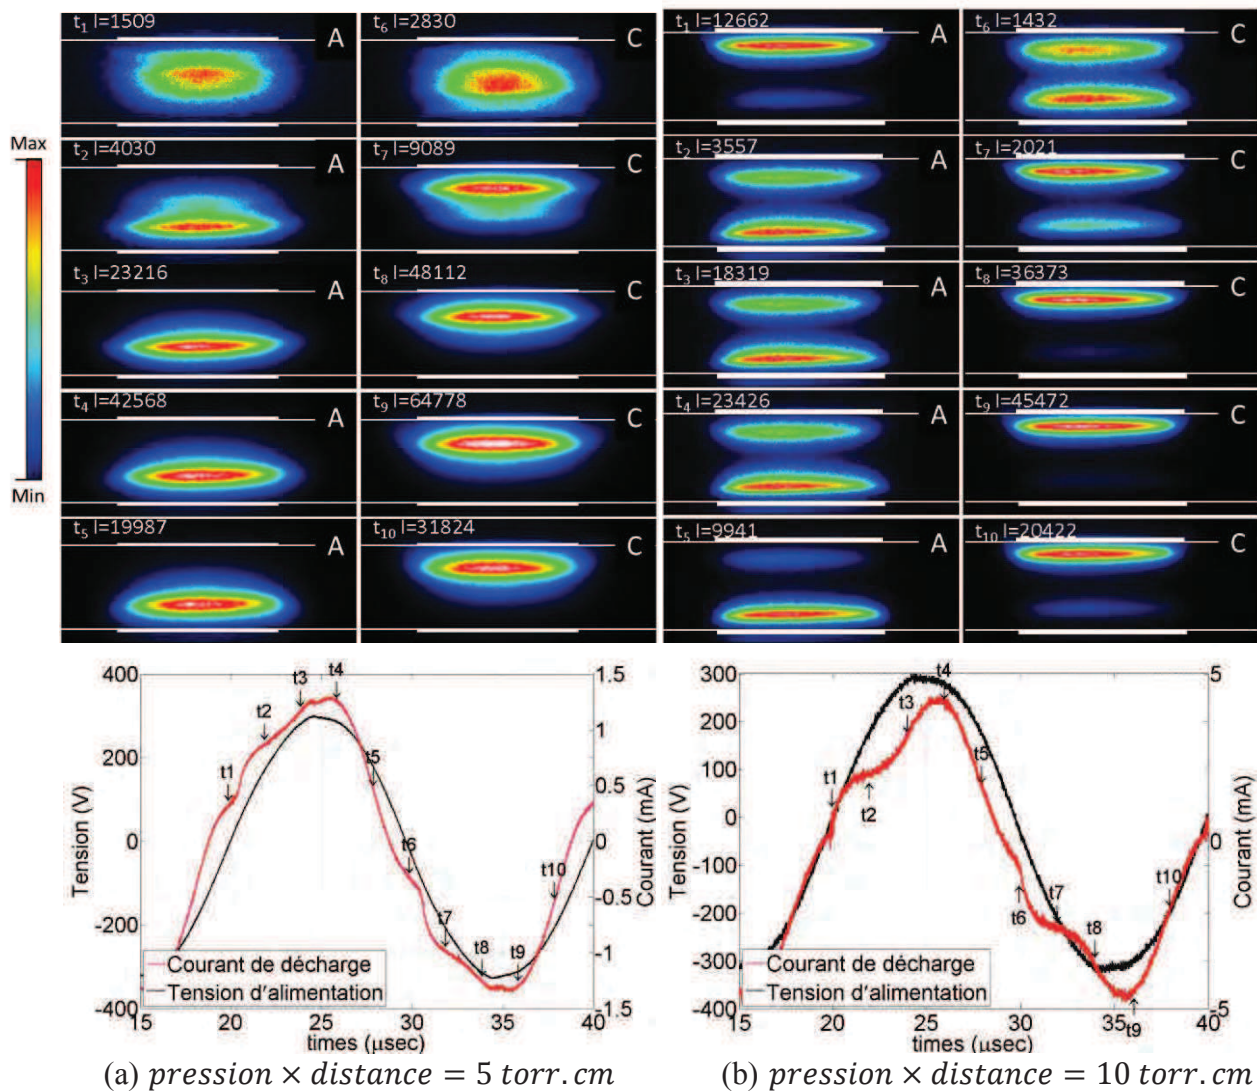 t₁ I=1509 A
t₆ I=2830 C
t₁ I=12662 A
t₆ I=1432 C
Max
t₂ I=4030 A
t₇ I=9089 C
t₂ I=3557 A
t₇ I=2021 C
t₃ I=23216 A
t₈ I=48112 C
t₃ I=18319 A
t₈ I=36373 C
t₄ I=42568 A
t₉ I=64778 C
t₄ I=23426 A
t₉ I=45472 C
Min
t₅ I=19987 A
t₁₀ I=31824 C
t₅ I=9941 A
t₁₀ I=20422 C
400
200
0
-200
-400
Tension (V)
1.5
1
0.5
0
-0.5
-1
-1.5
Courant (mA)
t1
t2
t3
t4
t5
t6
t7
t8
t9
t10
Courant de décharge
Tension d'alimentation
15 20 25 30 35 40
times (μsec)
(a) pression × distance = 5 torr.cm
300
200
100
0
-100
-200
-300
-400
Tension (V)
5
0
-5
Courant (mA)
t1
t2
t3
t4
t5
t6
t7
t8
t9
t10
Courant de décharge
Tension d'alimentation
15 20 25 30 35 40
times (μsec)
(b) pression × distance = 10 torr.cm